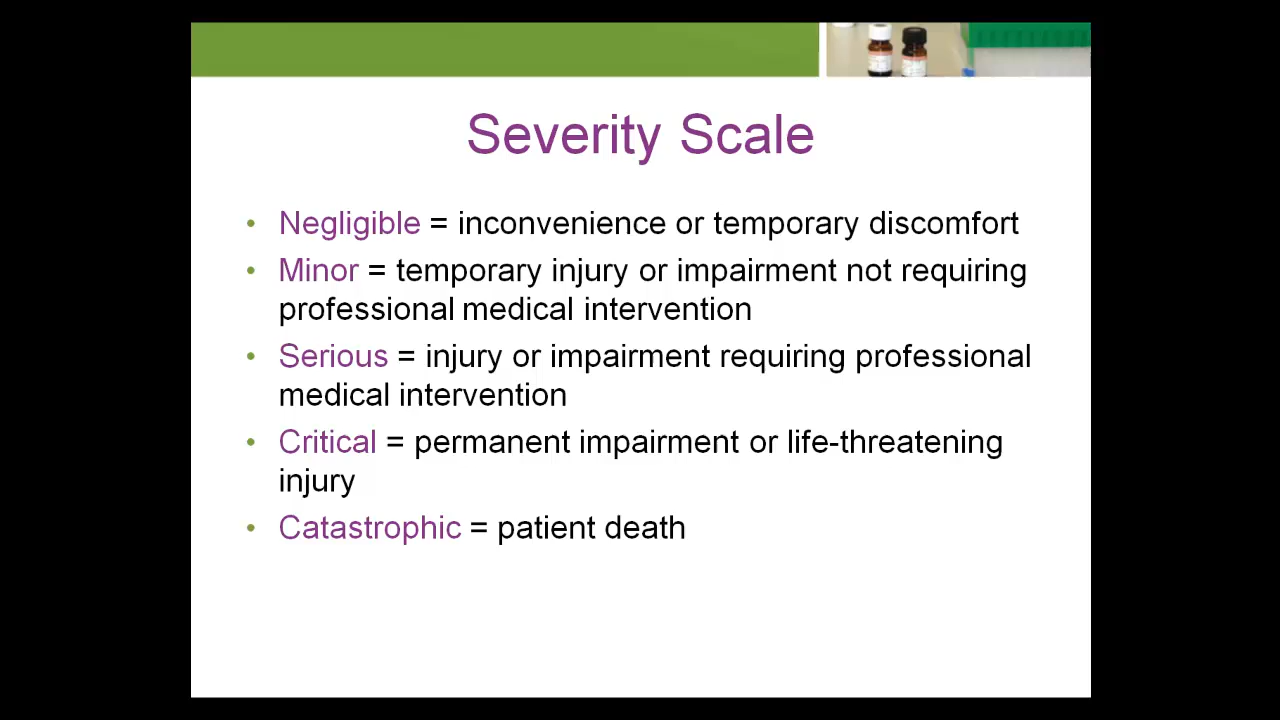 Severity Scale
• Negligible = inconvenience or temporary discomfort
• Minor = temporary injury or impairment not requiring
professional medical intervention
• Serious = injury or impairment requiring professional
medical intervention
• Critical = permanent impairment or life-threatening
injury
• Catastrophic = patient death